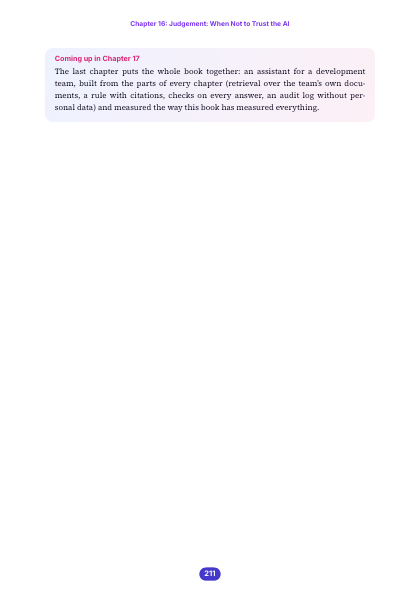 Chapter 16: Judgement: When Not to Trust the AI
Coming up in Chapter 17
The last chapter puts the whole book together: an assistant for a development
team, built from the parts of every chapter (retrieval over the team's own docu-
ments, a rule with citations, checks on every answer, an audit log without per-
sonal data) and measured the way this book has measured everything.
211